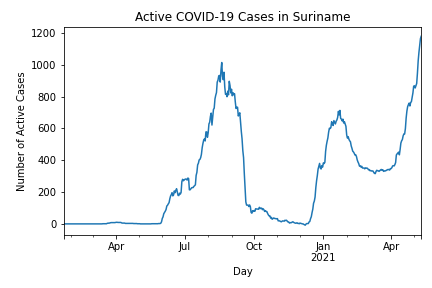 Active COVID-19 Cases in Suriname
Number of Active Cases
1200
1000
800
600
400
200
0
Apr
Jul
Oct
Jan
2021
Apr
Day